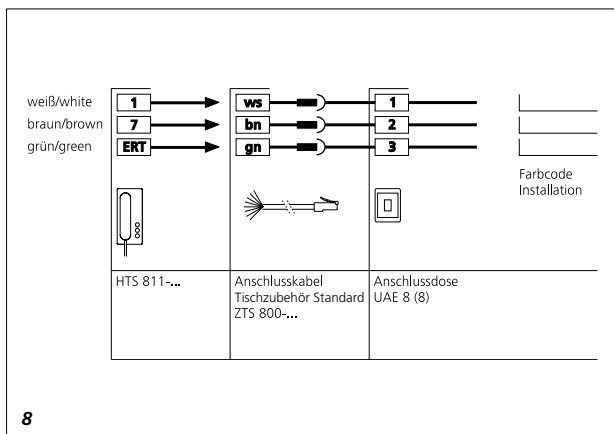 weiß/white 1 ws 1
braun/brown 7 bn 2
grün/green ERT gn 3
Farbcode
Installation
HTS 811-...
Anschlusskabel
Tischzubehör Standard
ZTS 800-...
Anschlussdose
UAE 8 (8)
8